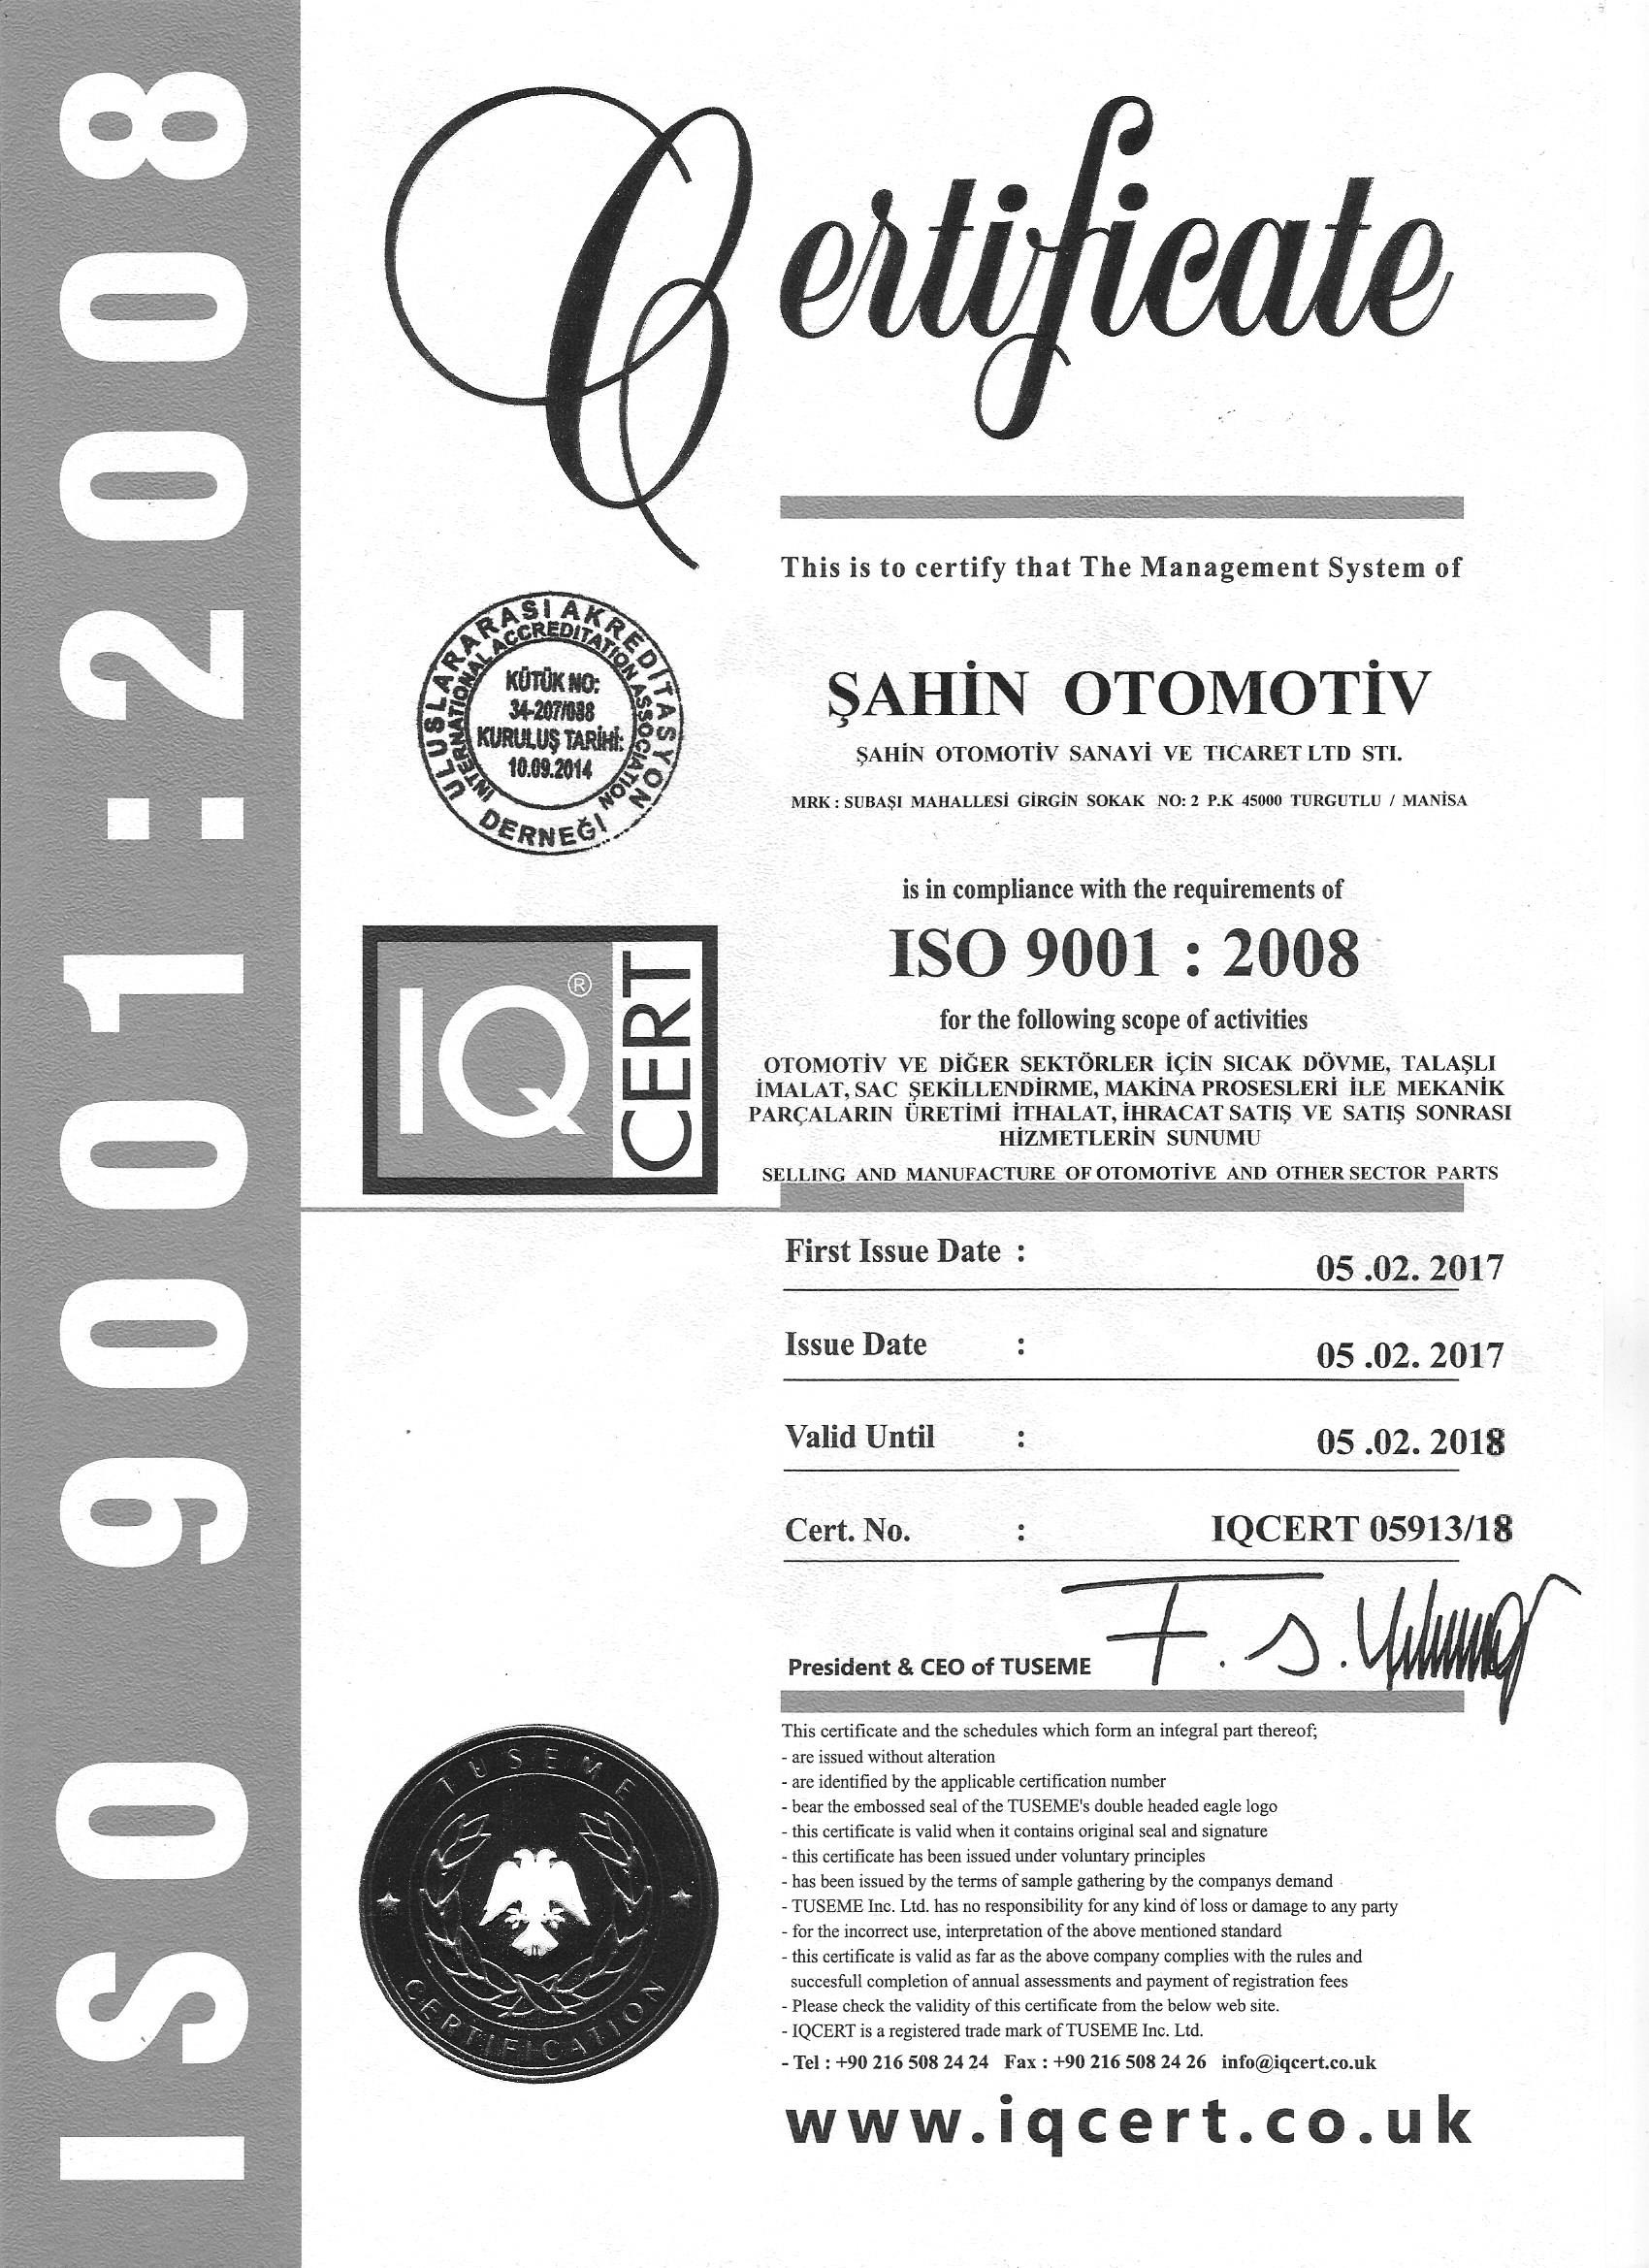 ISO 9001:2008
Certificate
This is to certify that The Management System of
ULUSLARARASI AKREDİTASYON DERNEĞİ
INTERNATIONAL ACCREDITATION ASSOCIATION
KÜTÜK NO:
34-207/088
KURULUŞ TARİHİ:
10.09.2014
ŞAHİN OTOMOTİV
ŞAHİN OTOMOTİV SANAYİ VE TICARET LTD STI.
MRK : SUBAŞI MAHALLESİ GİRGİN SOKAK NO: 2 P.K 45000 TURGUTLU / MANİSA
is in compliance with the requirements of
ISO 9001 : 2008
IQ ® CERT
for the following scope of activities
OTOMOTİV VE DİĞER SEKTÖRLER İÇİN SICAK DÖVME, TALAŞLI
İMALAT, SAC ŞEKİLLENDİRME, MAKİNA PROSESLERİ İLE MEKANİK
PARÇALARIN ÜRETİMİ İTHALAT, İHRACAT SATIŞ VE SATIŞ SONRASI
HİZMETLERİN SUNUMU
SELLING AND MANUFACTURE OF OTOMOTİVE AND OTHER SECTOR PARTS
First Issue Date : 05 .02. 2017
Issue Date : 05 .02. 2017
Valid Until : 05 .02. 2018
Cert. No. : IQCERT 05913/18
President & CEO of TUSEME
F. S.
This certificate and the schedules which form an integral part thereof;
- are issued without alteration
- are identified by the applicable certification number
- bear the embossed seal of the TUSEME's double headed eagle logo
- this certificate is valid when it contains original seal and signature
- this certificate has been issued under voluntary principles
- has been issued by the terms of sample gathering by the companys demand
- TUSEME Inc. Ltd. has no responsibility for any kind of loss or damage to any party
- for the incorrect use, interpretation of the above mentioned standard
- this certificate is valid as far as the above company complies with the rules and
succesfull completion of annual assessments and payment of registration fees
- Please check the validity of this certificate from the below web site.
- IQCERT is a registered trade mark of TUSEME Inc. Ltd.
- Tel : +90 216 508 24 24 Fax : +90 216 508 24 26 info@iqcert.co.uk
www.iqcert.co.uk
TUSEME
CERTIFICATION